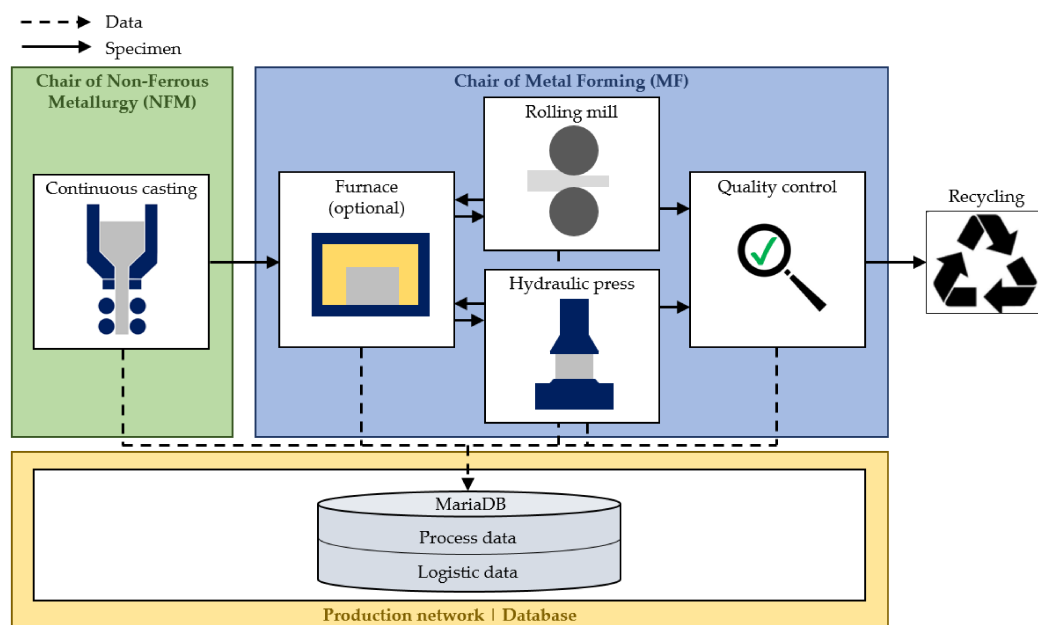 Data
Specimen
Chair of Non-Ferrous
Metallurgy (NFM)
Chair of Metal Forming (MF)
Continuous casting
Furnace
(optional)
Rolling mill
Hydraulic press
Quality control
Recycling
MariaDB
Process data
Logistic data
Production network | Database